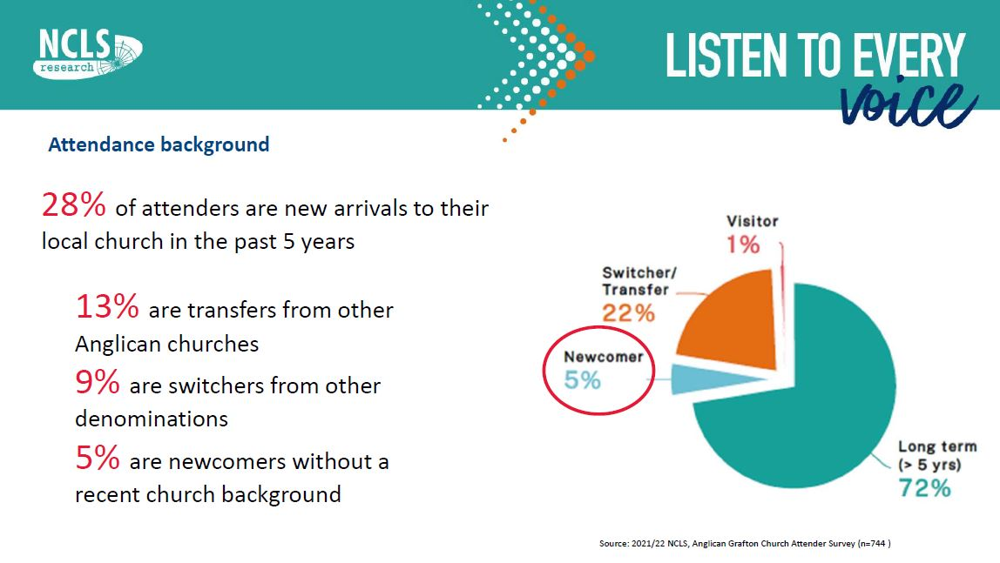 NCLS
research
LISTEN TO EVERY
voice
Attendance background
28% of attenders are new arrivals to their
local church in the past 5 years
13% are transfers from other
Anglican churches
9% are switchers from other
denominations
5% are newcomers without a
recent church background
Visitor
1%
Switcher/
Transfer
22%
Newcomer
5%
Long term
(> 5 yrs)
72%
Source: 2021/22 NCLS, Anglican Grafton Church Attender Survey (n=744 )